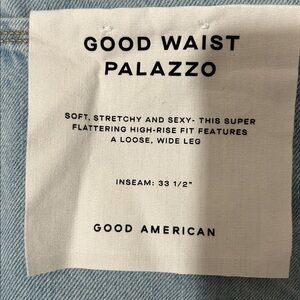 GOOD WAIST
PALAZZO
SOFT, STRETCHY AND SEXY- THIS SUPER
FLATTERING HIGH-RISE FIT FEATURES
A LOOSE, WIDE LEG
INSEAM: 33 1/2"
GOOD AMERICAN